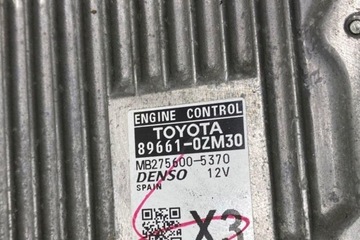 ENGINE CONTROL
TOYOTA
89661-0ZM30
MB275600-5370
DENSO 12V
SPAIN
X3